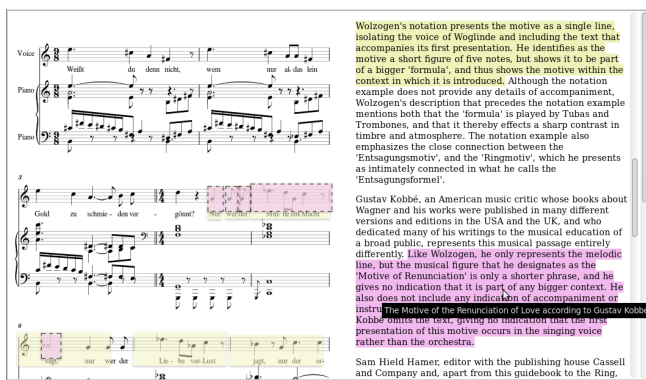 Voice
Weißt du denn nicht, wem nur al-das lein
Piano
Piano
3
Gold zu schmie- den ver - gönnt? Nur wer der Min- ne ent-Macht
6
sagt, nur wer der Lie - be ver- Lust jagt, nur der er-
Wolzogen's notation presents the motive as a single line,
isolating the voice of Woglinde and including the text that
accompanies its first presentation. He identifies as the
motive a short figure of five notes, but shows it to be part
of a bigger 'formula', and thus shows the motive within the
context in which it is introduced. Although the notation
example does not provide any details of accompaniment,
Wolzogen's description that precedes the notation example
mentions both that the 'formula' is played by Tubas and
Trombones, and that it thereby effects a sharp contrast in
timbre and atmosphere. The notation example also
emphasizes the close connection between the
'Entsagungsmotiv', and the 'Ringmotiv', which he presents
as intimately connected in what he calls the
'Entsagungsformel'.
Gustav Kobbé, an American music critic whose books about
Wagner and his works were published in many different
versions and editions in the USA and the UK, and who
dedicated many of his writings to the musical education of
a broad public, represents this musical passage entirely
differently. Like Wolzogen, he only represents the melodic
line, but the musical figure that he designates as the
'Motive of Renunciation' is only a shorter phrase, and he
gives no indication that it is part of any bigger context. He
also does not include any indication of accompaniment or
instru
The Motive of the Renunciation of Love according to Gustav Kobbé
Kobbé omits the text, giving no indication that the first
presentation of this motive occurs in the singing voice
rather than the orchestra.
Sam Hield Hamer, editor with the publishing house Cassell
and Company and, apart from this guidebook to the Ring,